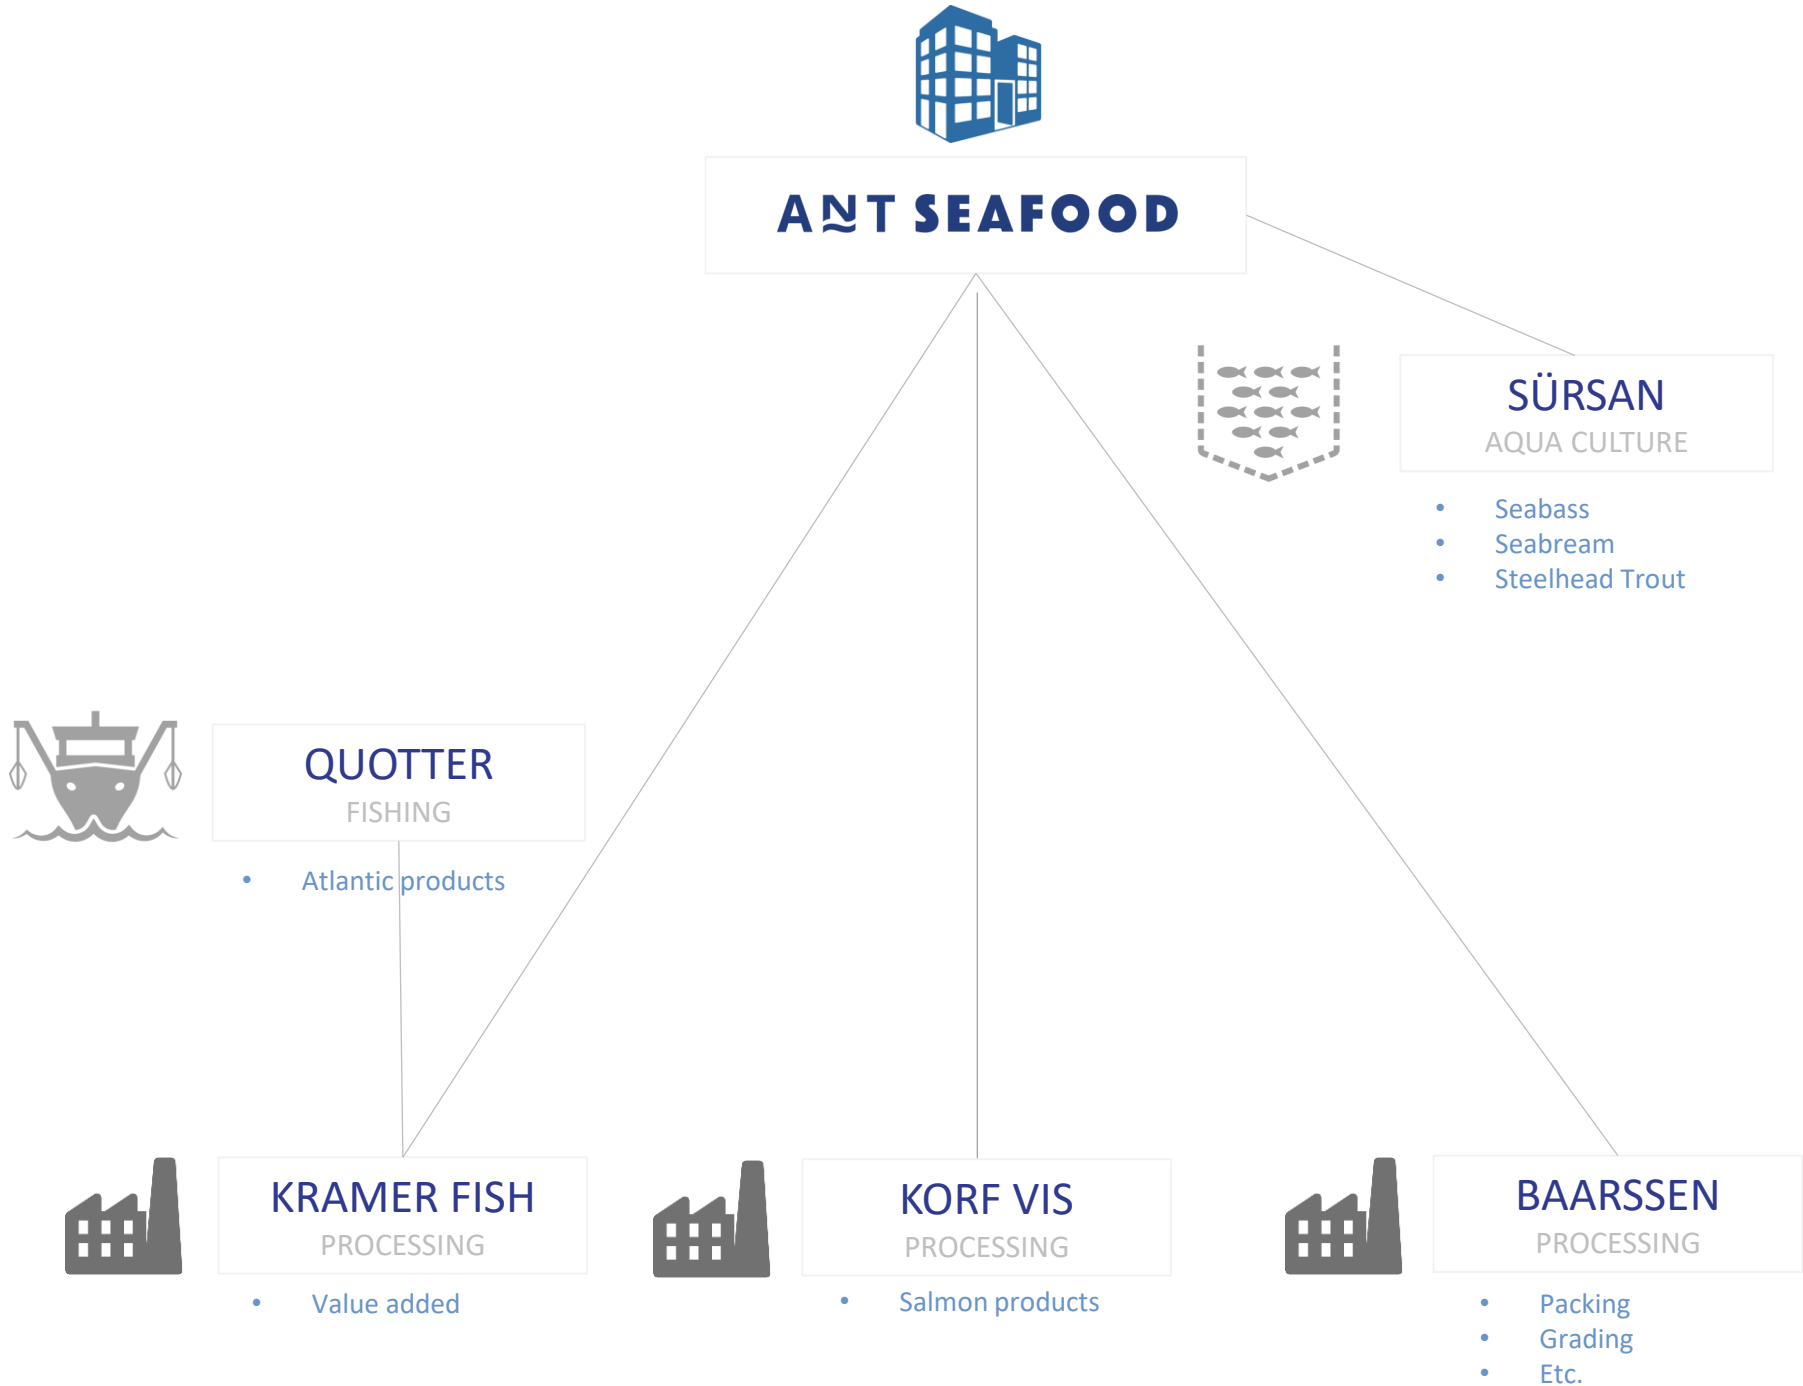 ANT SEAFOOD
SÜRSAN
AQUA CULTURE
• Seabass
• Seabream
• Steelhead Trout
QUOTTER
FISHING
• Atlantic products
KRAMER FISH
PROCESSING
• Value added
KORF VIS
PROCESSING
• Salmon products
BAARSSEN
PROCESSING
• Packing
• Grading
• Etc.